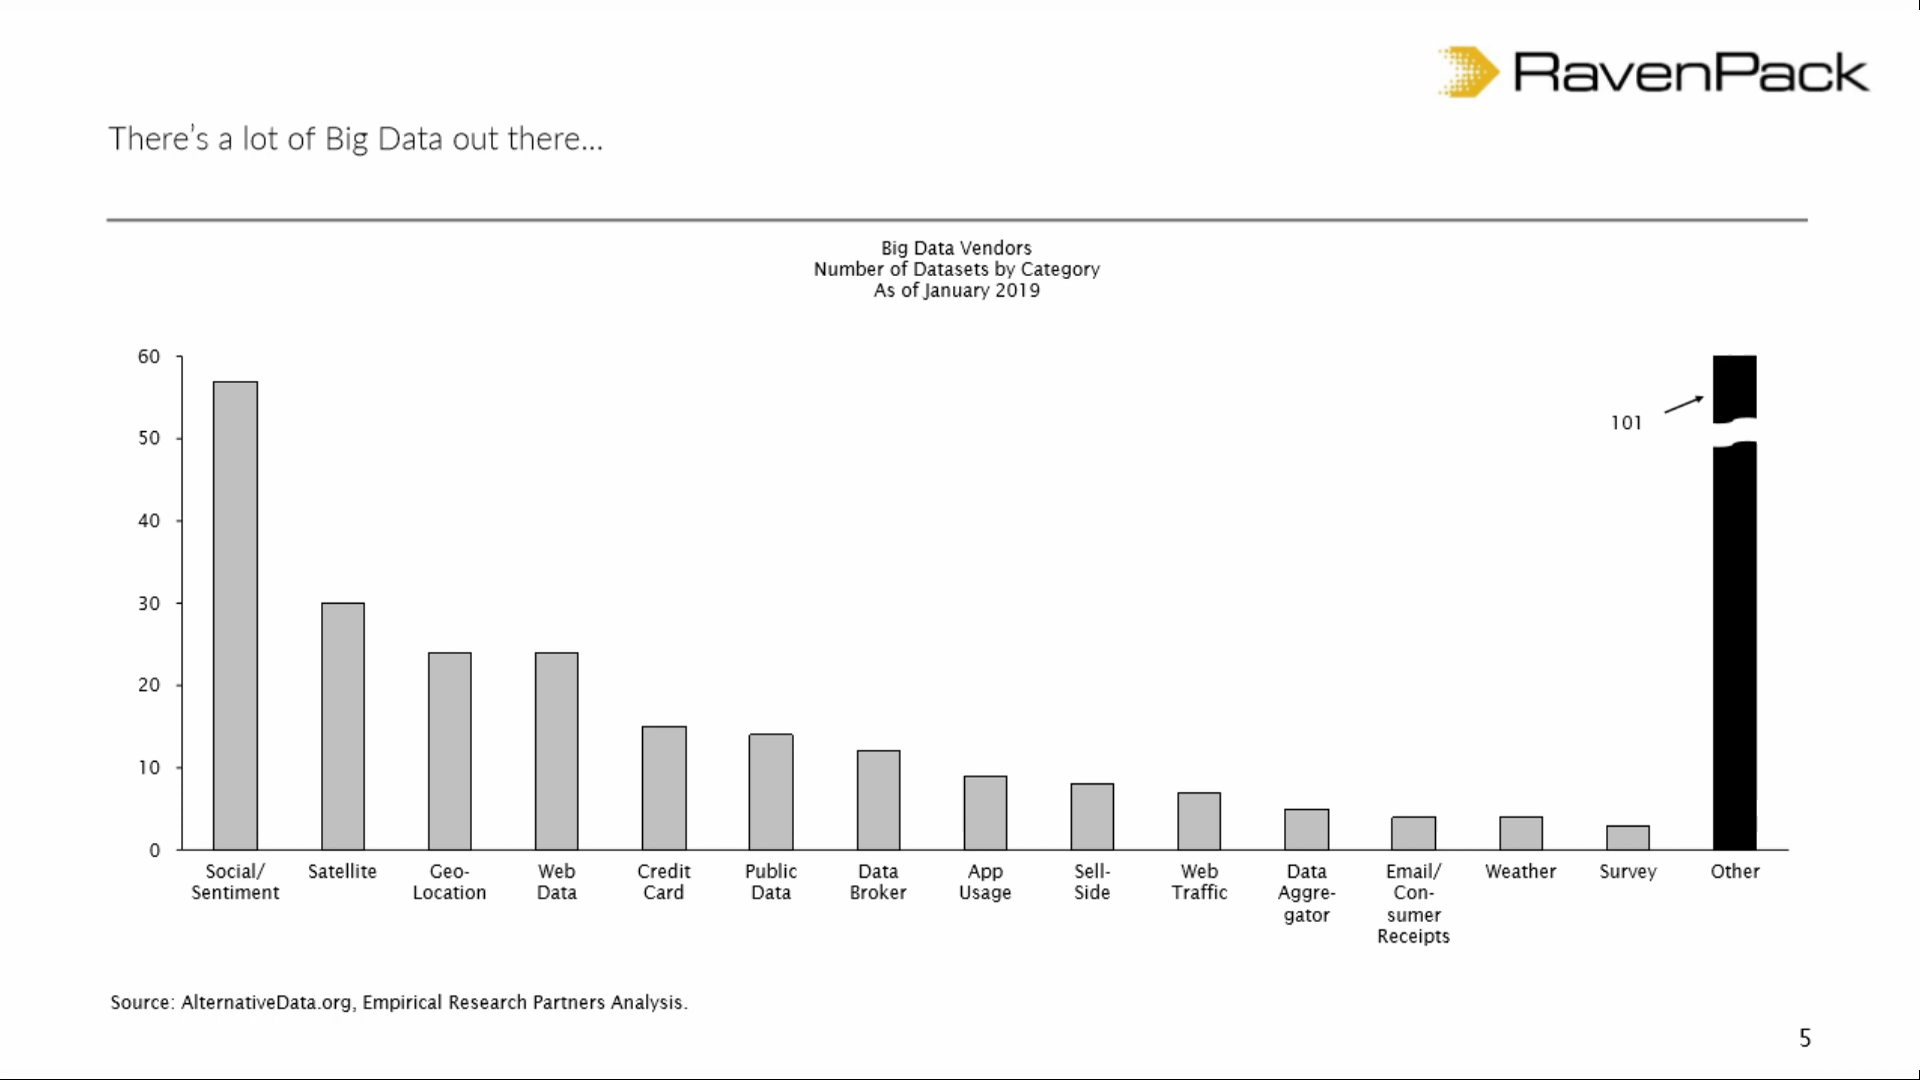 RavenPack
There's a lot of Big Data out there...
Big Data Vendors
Number of Datasets by Category
As of January 2019
60
50
40
30
20
10
0
101
Social/
Sentiment
Satellite
Geo-
Location
Web
Data
Credit
Card
Public
Data
Data
Broker
App
Usage
Sell-
Side
Web
Traffic
Data
Aggre-
gator
Email/
Con-
sumer
Receipts
Weather
Survey
Other
Source: AlternativeData.org, Empirical Research Partners Analysis.
5